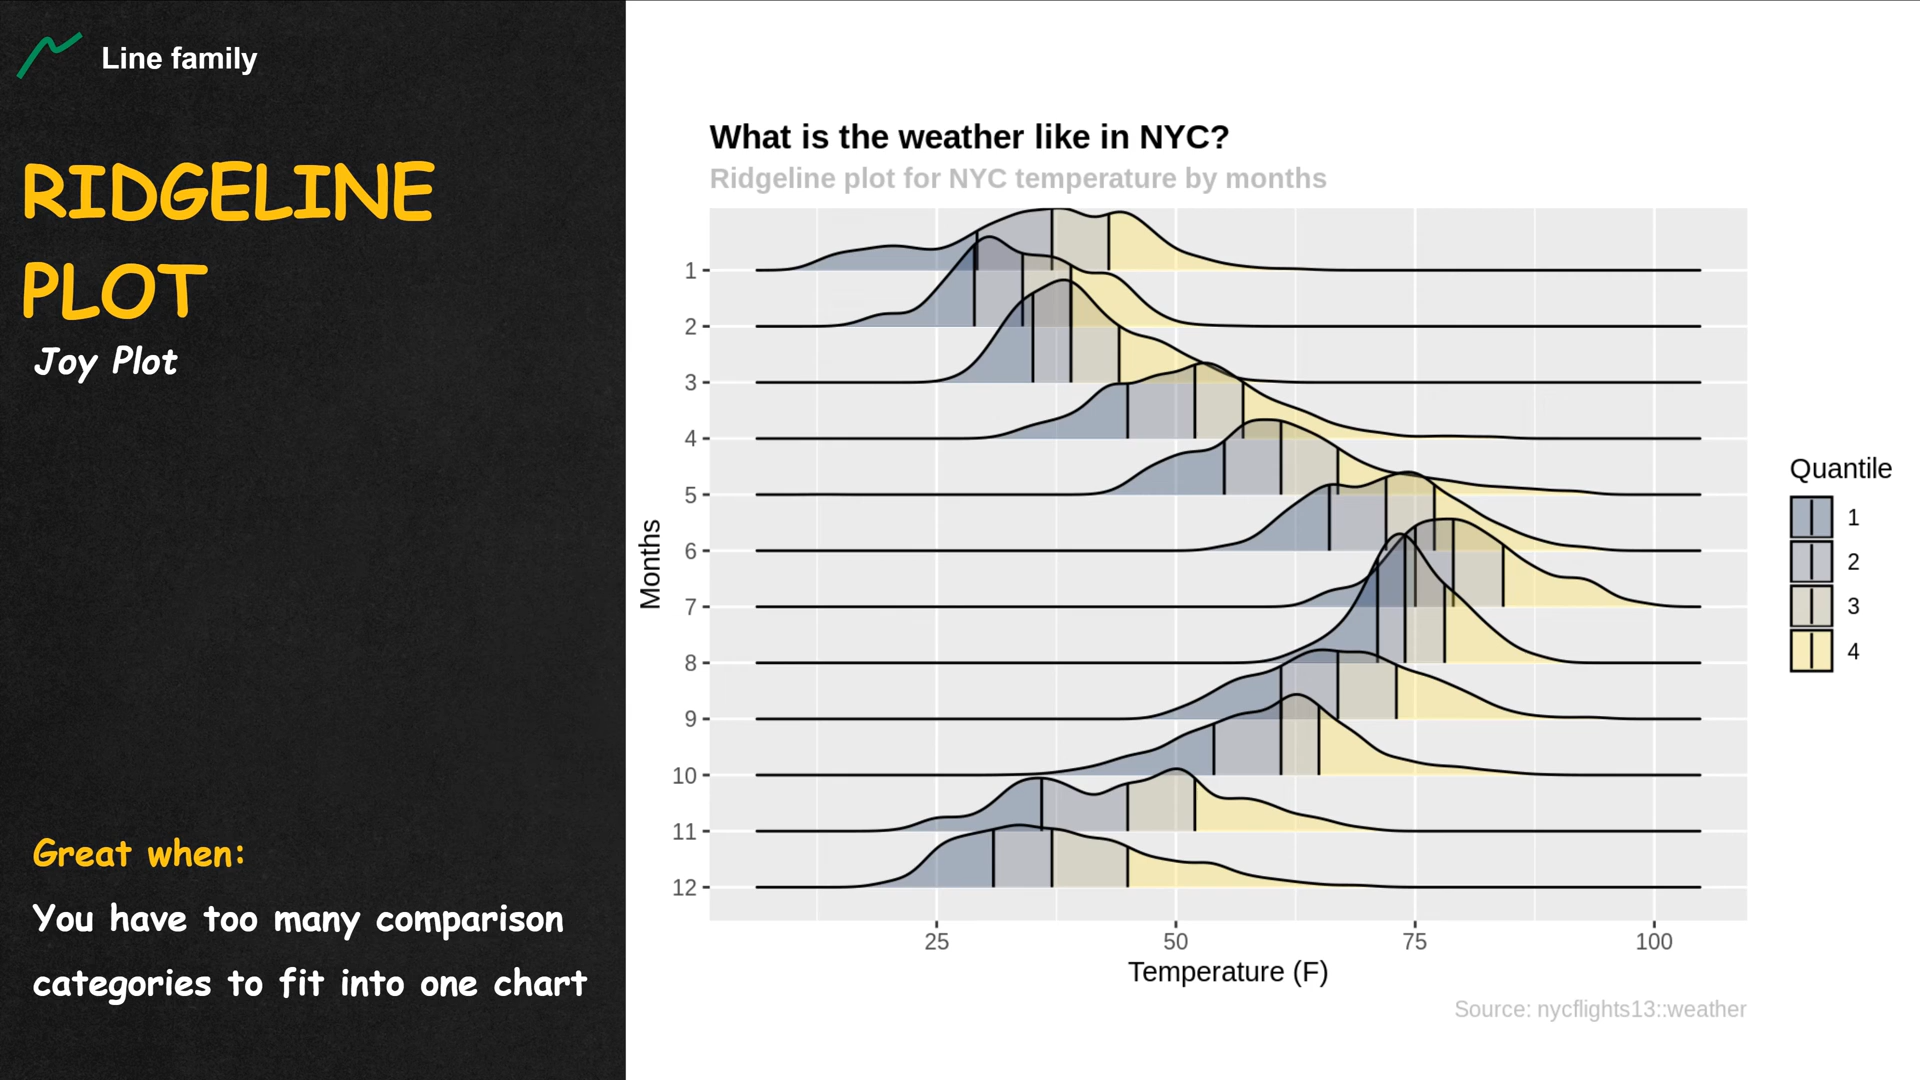 Line family
RIDGELINE
PLOT
Joy Plot
Great when:
You have too many comparison
categories to fit into one chart
What is the weather like in NYC?
Ridgeline plot for NYC temperature by months
Months
1
2
3
4
5
6
7
8
9
10
11
12
25 50 75 100
Temperature (F)
Source: nycflights13::weather
Quantile
1
2
3
4